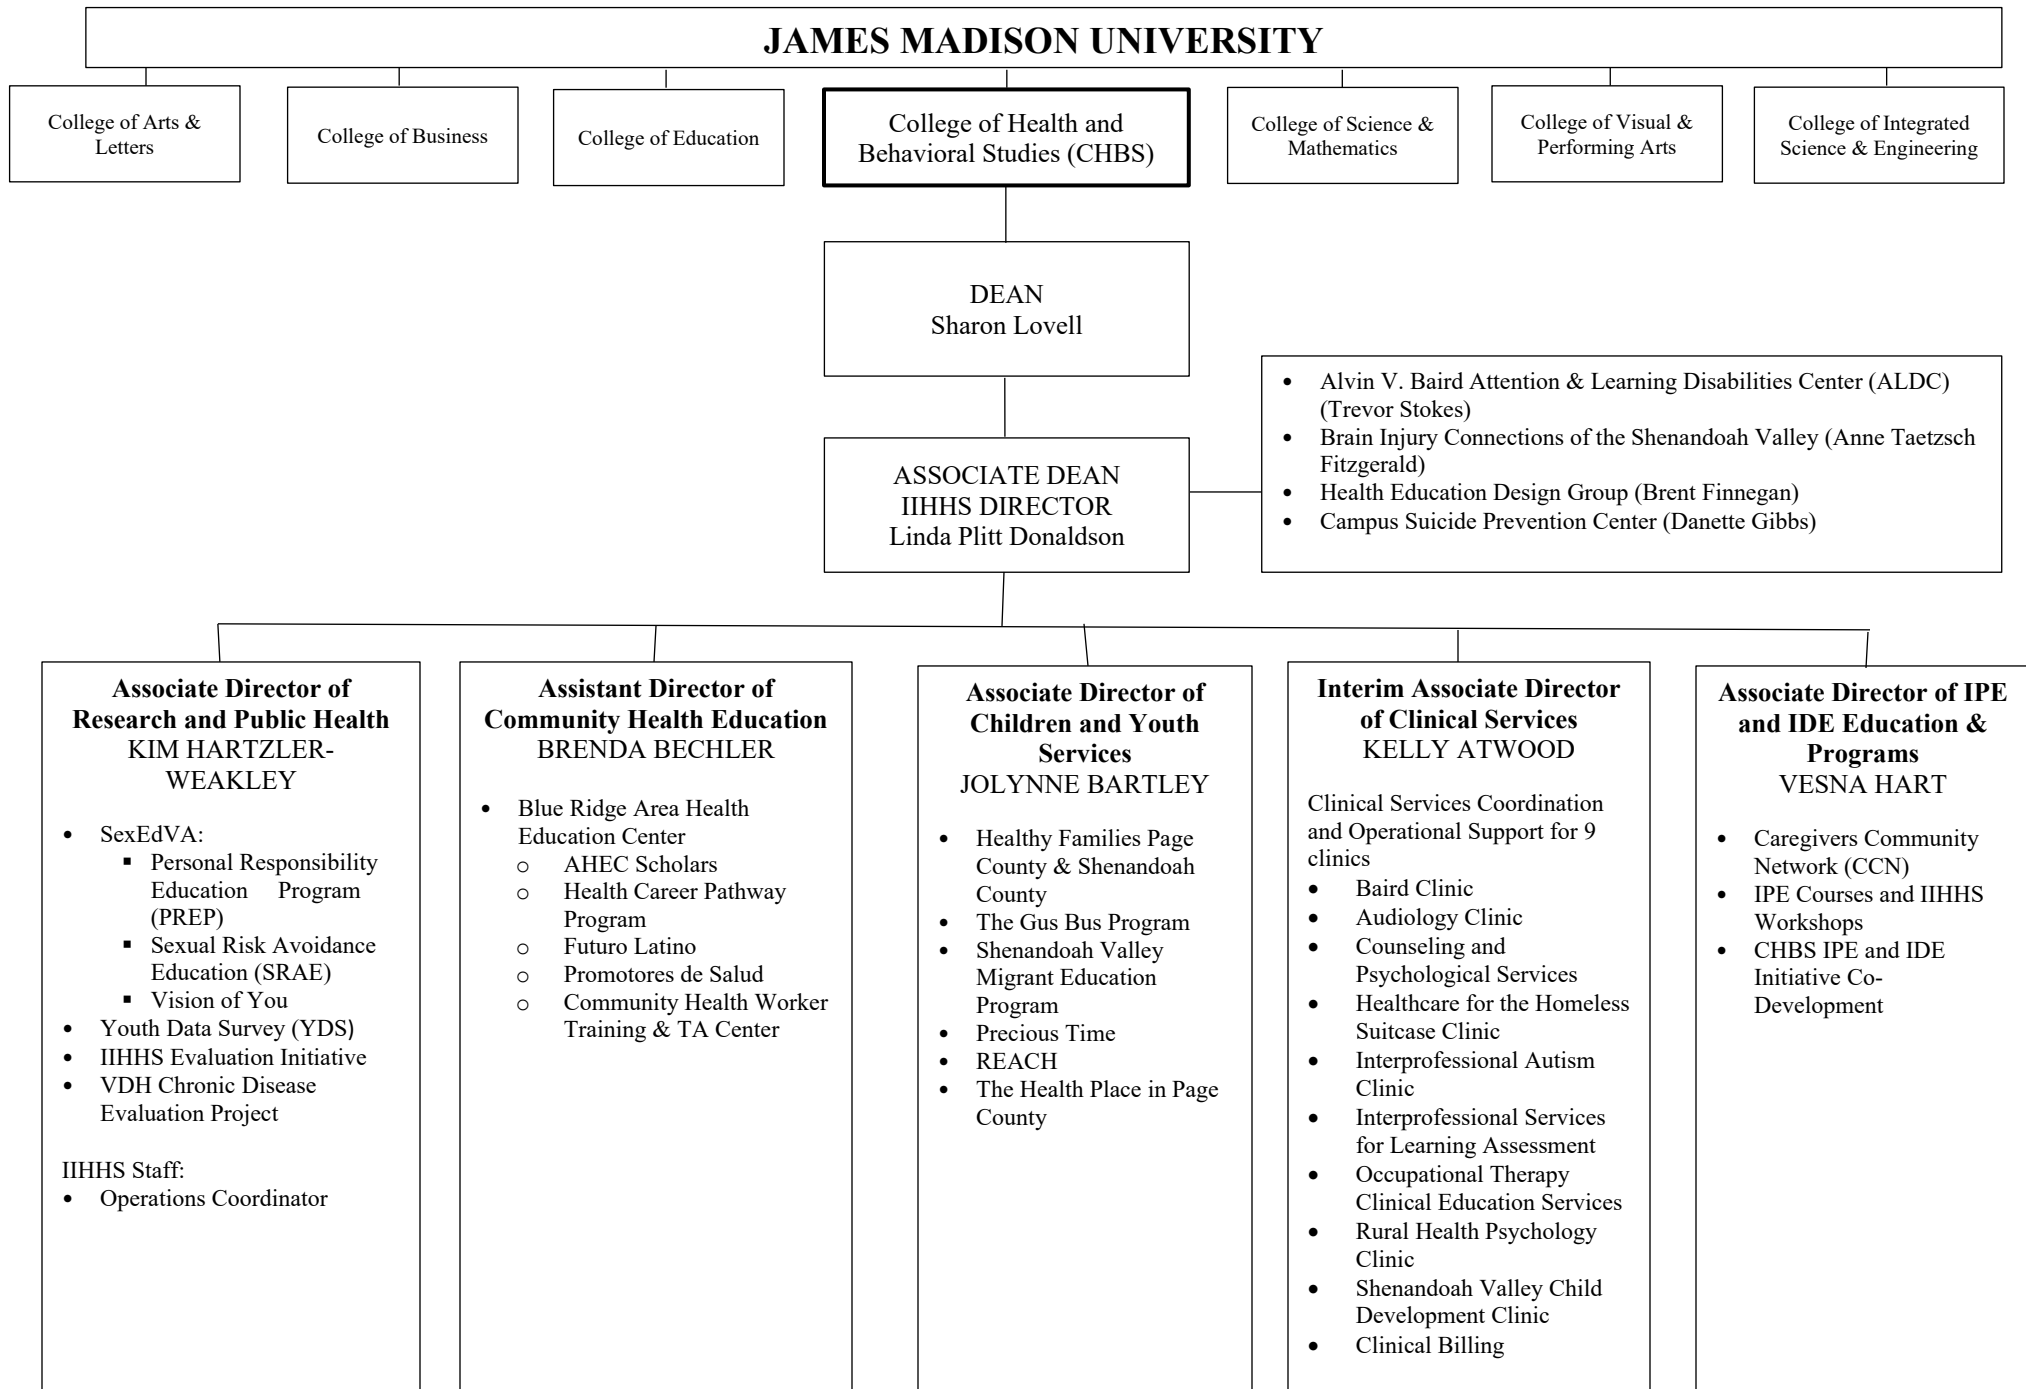 JAMES MADISON UNIVERSITY
College of Arts &
Letters
College of Business
College of Education
College of Health and
Behavioral Studies (CHBS)
College of Science &
Mathematics
College of Visual &
Performing Arts
College of Integrated
Science & Engineering
DEAN
Sharon Lovell
ASSOCIATE DEAN
IIHHS DIRECTOR
Linda Plitt Donaldson
• Alvin V. Baird Attention & Learning Disabilities Center (ALDC)
(Trevor Stokes)
• Brain Injury Connections of the Shenandoah Valley (Anne Taetzsch
Fitzgerald)
• Health Education Design Group (Brent Finnegan)
• Campus Suicide Prevention Center (Danette Gibbs)
Associate Director of
Research and Public Health
KIM HARTZLER-
WEAKLEY
• SexEdVA:
▪ Personal Responsibility
Education Program
(PREP)
▪ Sexual Risk Avoidance
Education (SRAE)
▪ Vision of You
• Youth Data Survey (YDS)
• IIHHS Evaluation Initiative
• VDH Chronic Disease
Evaluation Project
IIHHS Staff:
• Operations Coordinator
Assistant Director of
Community Health Education
BRENDA BECHLER
• Blue Ridge Area Health
Education Center
o AHEC Scholars
o Health Career Pathway
Program
o Futuro Latino
o Promotores de Salud
o Community Health Worker
Training & TA Center
Associate Director of
Children and Youth
Services
JOLYNNE BARTLEY
• Healthy Families Page
County & Shenandoah
County
• The Gus Bus Program
• Shenandoah Valley
Migrant Education
Program
• Precious Time
• REACH
• The Health Place in Page
County
Interim Associate Director
of Clinical Services
KELLY ATWOOD
Clinical Services Coordination
and Operational Support for 9
clinics
• Baird Clinic
• Audiology Clinic
• Counseling and
Psychological Services
• Healthcare for the Homeless
Suitcase Clinic
• Interprofessional Autism
Clinic
• Interprofessional Services
for Learning Assessment
• Occupational Therapy
Clinical Education Services
• Rural Health Psychology
Clinic
• Shenandoah Valley Child
Development Clinic
• Clinical Billing
Associate Director of IPE
and IDE Education &
Programs
VESNA HART
• Caregivers Community
Network (CCN)
• IPE Courses and IIHHS
Workshops
• CHBS IPE and IDE
Initiative Co-
Development